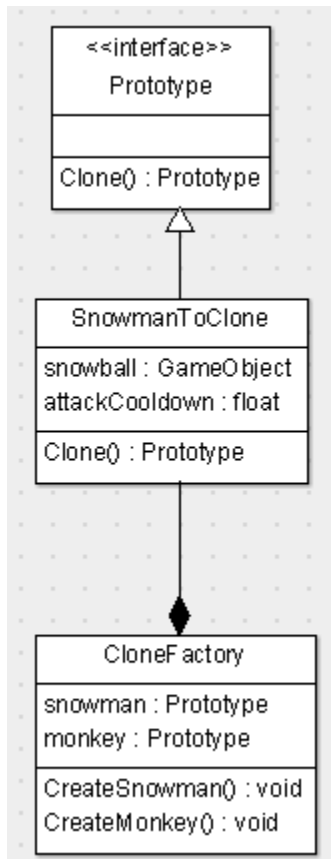 <<interface>>
Prototype
Clone() : Prototype
SnowmanToClone
snowball : GameObject
attackCooldown : float
Clone() : Prototype
CloneFactory
snowman : Prototype
monkey : Prototype
CreateSnowman() : void
CreateMonkey() : void